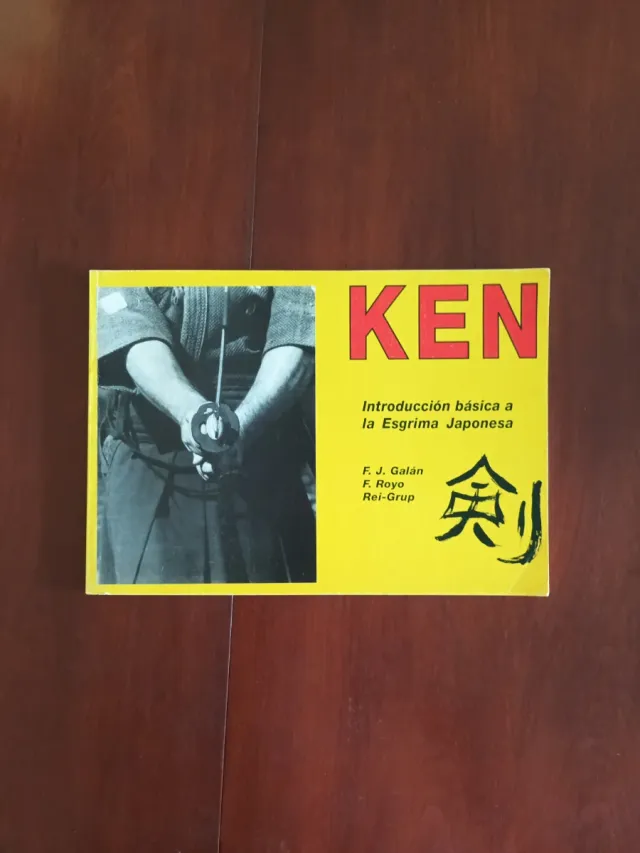 KEN
Introducción básica a
la Esgrima Japonesa
F. J. Galán
F. Royo
Rei-Grup
剣